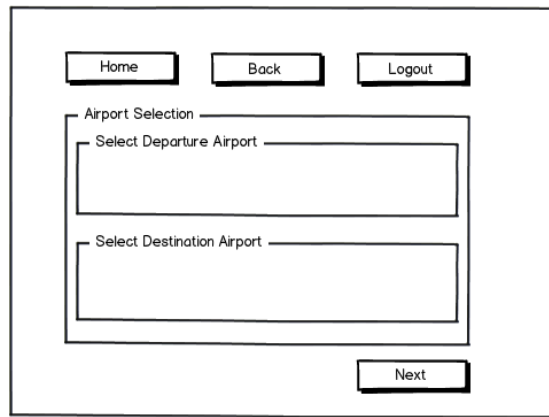 Home
Back
Logout
Airport Selection
Select Departure Airport
Select Destination Airport
Next